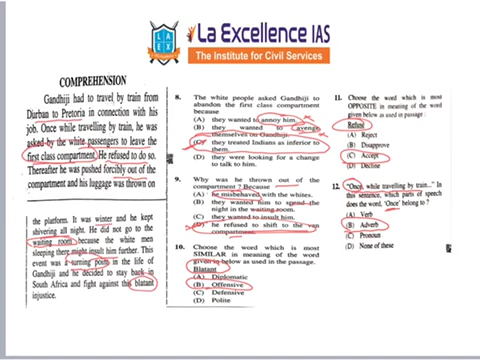 LA
EX
La Excellence IAS
The Institute for Civil Services
COMPREHENSION
Gandhiji had to travel by train from
Durban to Pretoria in connection with his
job. Once while travelling by train, he was
asked by the white passengers to leave the
first class compartment. He refused to do so.
Thereafter he was pushed forcibly out of the
compartment and his luggage was thrown on
the platform. It was winter and he kept
shivering all night. He did not go to the
waiting room because the white men
sleeping there might insult him further. This
event was a turning point in the life of
Gandhiji and he decided to stay back in
South Africa and fight against this blatant
injustice.
8. The white people asked Gandhiji to
abandon the first class compartment
because
(A) they wanted to annoy him.
(B) they wanted to avenge
themselves on Gandhiji.
(C) they treated Indians as inferior to
them.
(D) they were looking for a change
to talk to him.
9. Why was he thrown out of the
compartment ? Because
(A) he misbehaved with the whites.
(B) they wanted him to spend the
night in the waiting room.
(C) they wanted to insult him.
(D) he refused to shift to the van
compartment.
10. Choose the word which is most
SIMILAR in meaning of the word
given below as used in the passage.
Blatant
(A) Diplomatic
(B) Offensive
(C) Defensive
(D) Polite
11. Choose the word which is most
OPPOSITE in meaning of the word
given below as used in passage :
Refuse
(A) Reject
(B) Disapprove
(C) Accept
(D) Decline
12. 'Once, while travelling by train...' In
this sentence, which part of speech
does the word, 'Once' belong to ?
(A) Verb
(B) Adverb
(C) Pronoun
(D) None of these